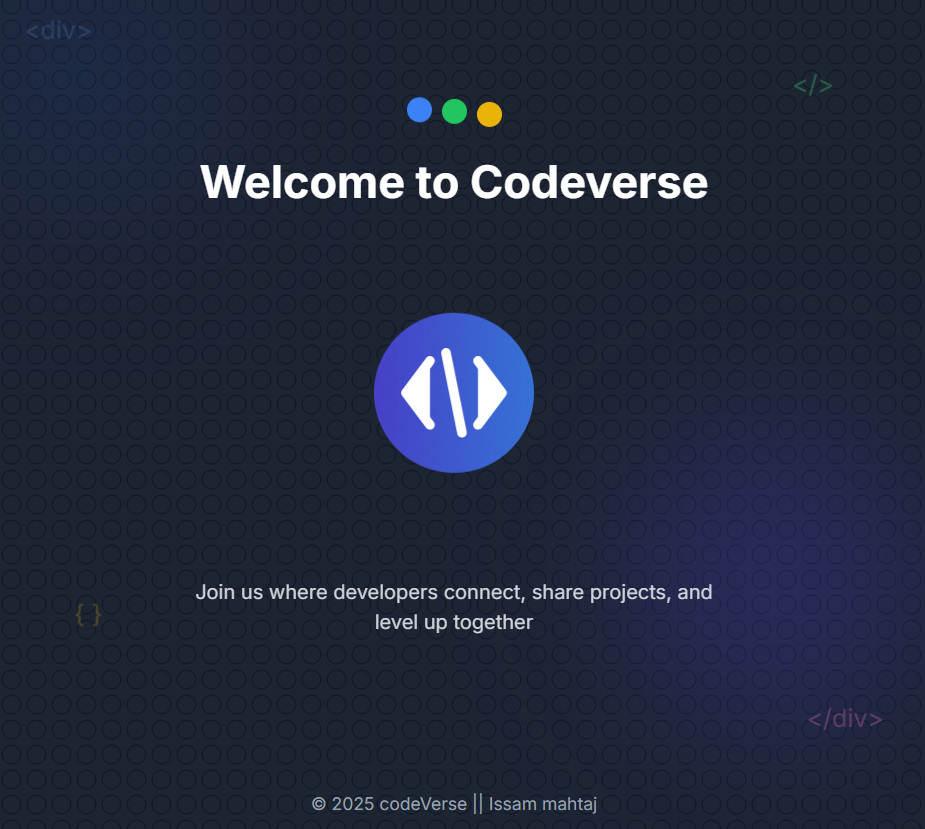 <div>
</>
Welcome to Codeverse
Join us where developers connect, share projects, and
level up together
{ }
</div>
© 2025 codeVerse || Issam mahtaj